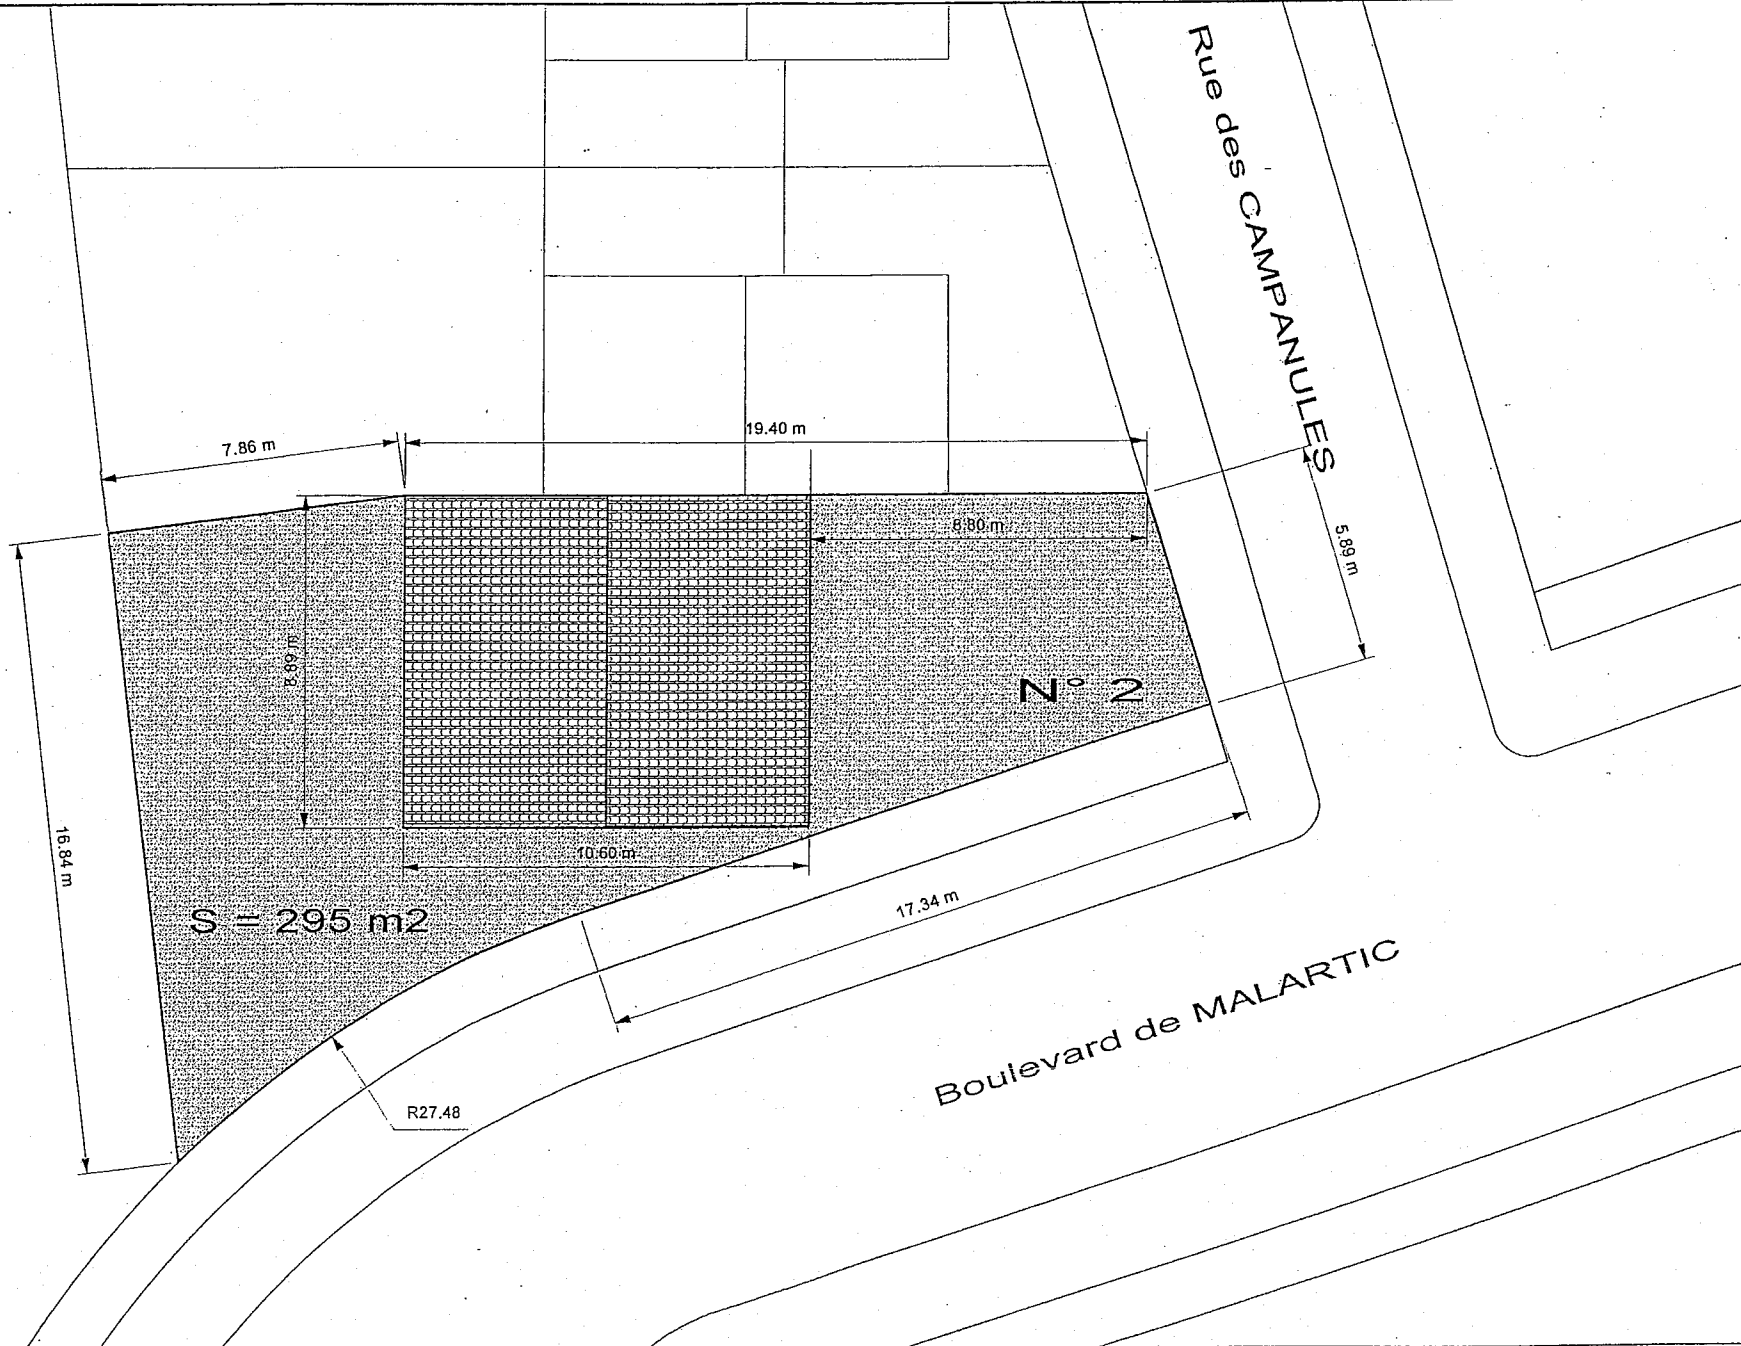 Rue des CAMPANULES
7.86 m
19.40 m
8.80 m
5.89 m
8.89 m
N° 2
16.84 m
10.60 m
S = 295 m2
17.34 m
Boulevard de MALARTIC
R27.48